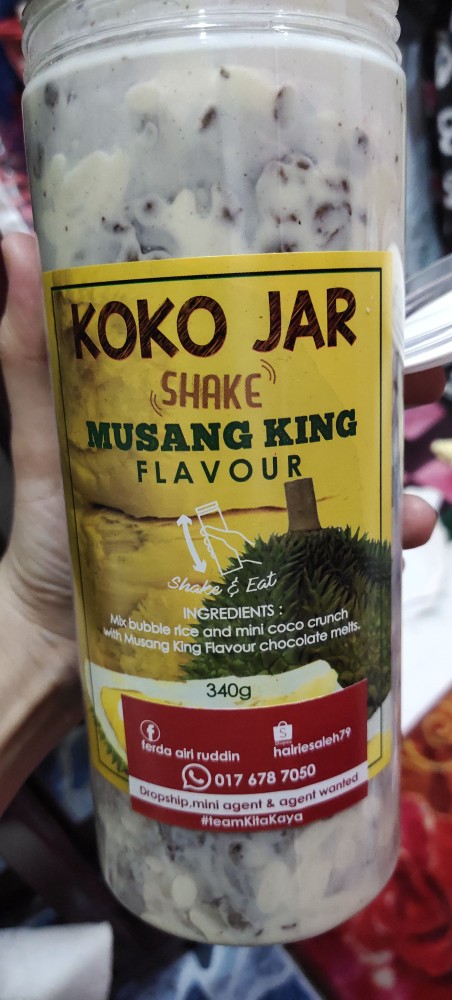 KOKO JAR
SHAKE
MUSANG KING
FLAVOUR
Shake & Eat
INGREDIENTS :
Mix bubble rice and mini coco crunch
with Musang King Flavour chocolate melts.
340g
ferda airi ruddin
hairiesaleh79
017 678 7050
Dropship,mini agent & agent wanted
#teamKitaKaya